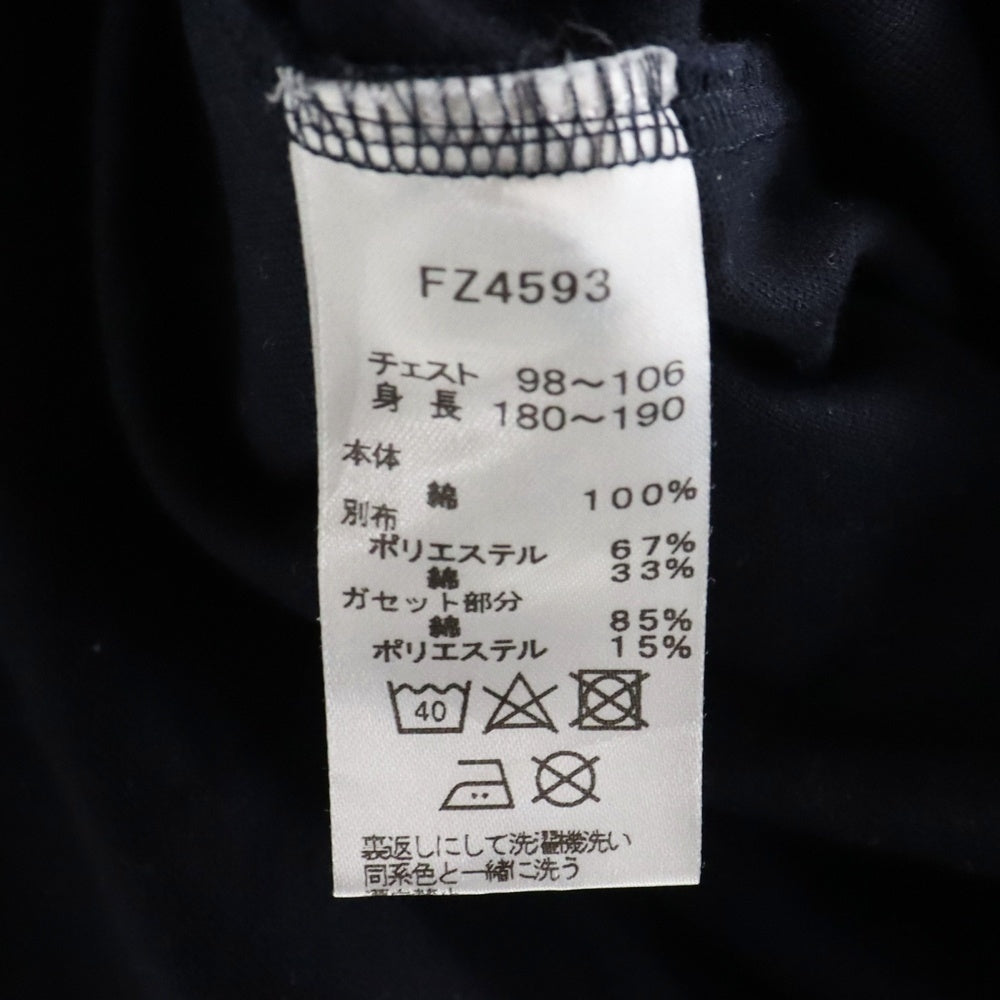 FZ4593
チェスト 98～106
身長 180～190
本体
綿 100%
別布
ポリエステル 67%
綿 33%
ガセット部分
綿 85%
ポリエステル 15%
40
裏返しにして洗濯機洗い
同系色と一緒に洗う